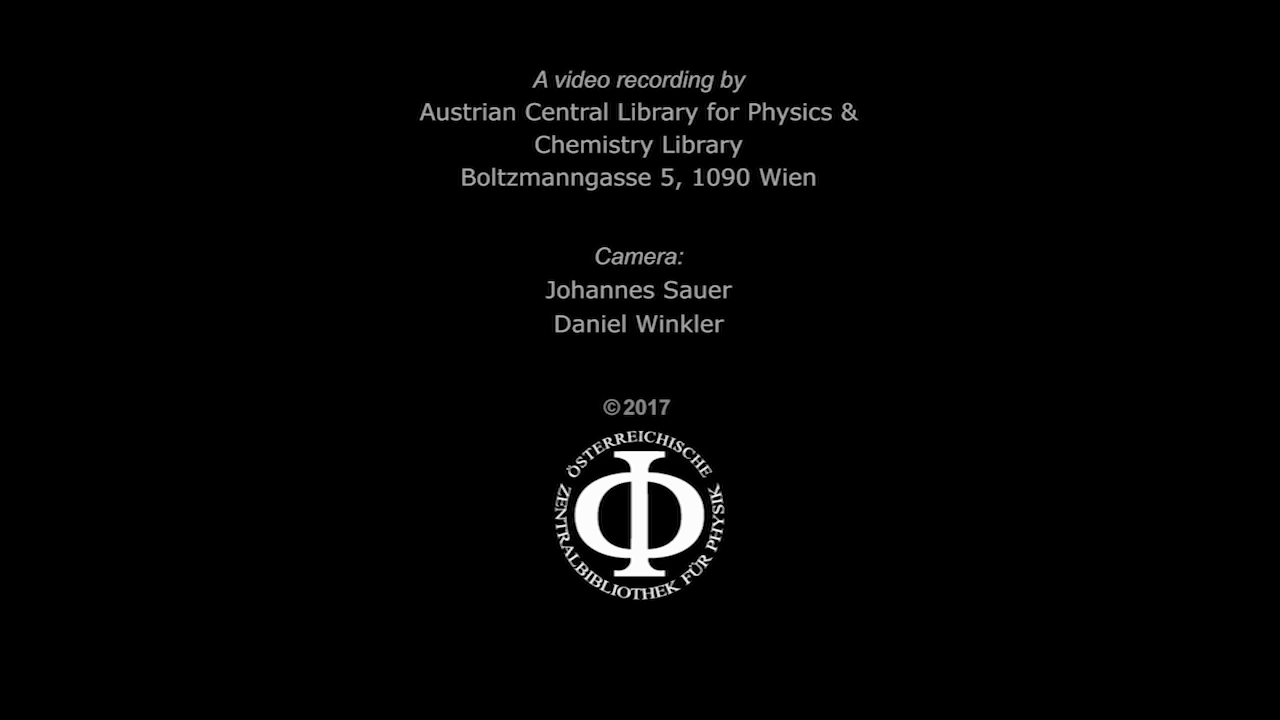 A video recording by
Austrian Central Library for Physics &
Chemistry Library
Boltzmanngasse 5, 1090 Wien
Camera:
Johannes Sauer
Daniel Winkler
©2017
ÖSTERREICHISCHE
ZENTRALBIBLIOTHEK FÜR PHYSIK
Φ